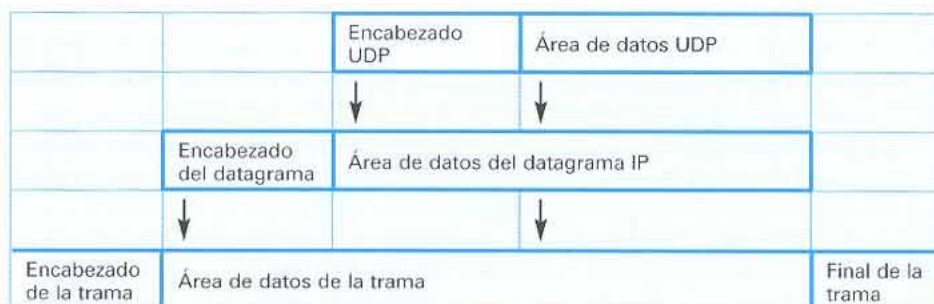 Encabezado
UDP
Área de datos UDP
Encabezado
del datagrama
Área de datos del datagrama IP
Encabezado
de la trama
Área de datos de la trama
Final de la
trama